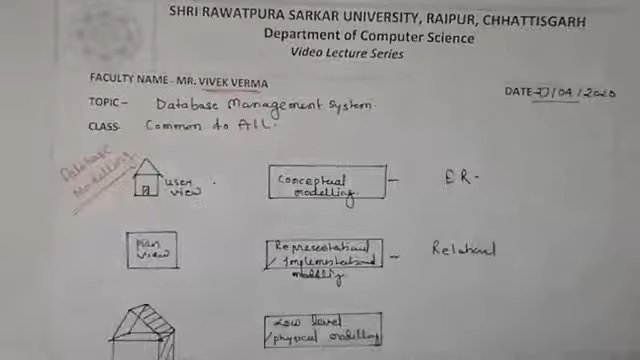 SHRI RAWATPURA SARKAR UNIVERSITY, RAIPUR, CHHATTISGARH
Department of Computer Science
Video Lecture Series
FACULTY NAME - MR. VIVEK VERMA
DATE-27/04/2020
TOPIC- Database Management System.
CLASS. Common to All.
Database Modelling
user view
Conceptual modelling
- ER-
plan view
Representational / implementational modelling
- Relational
Low level / physical modelling